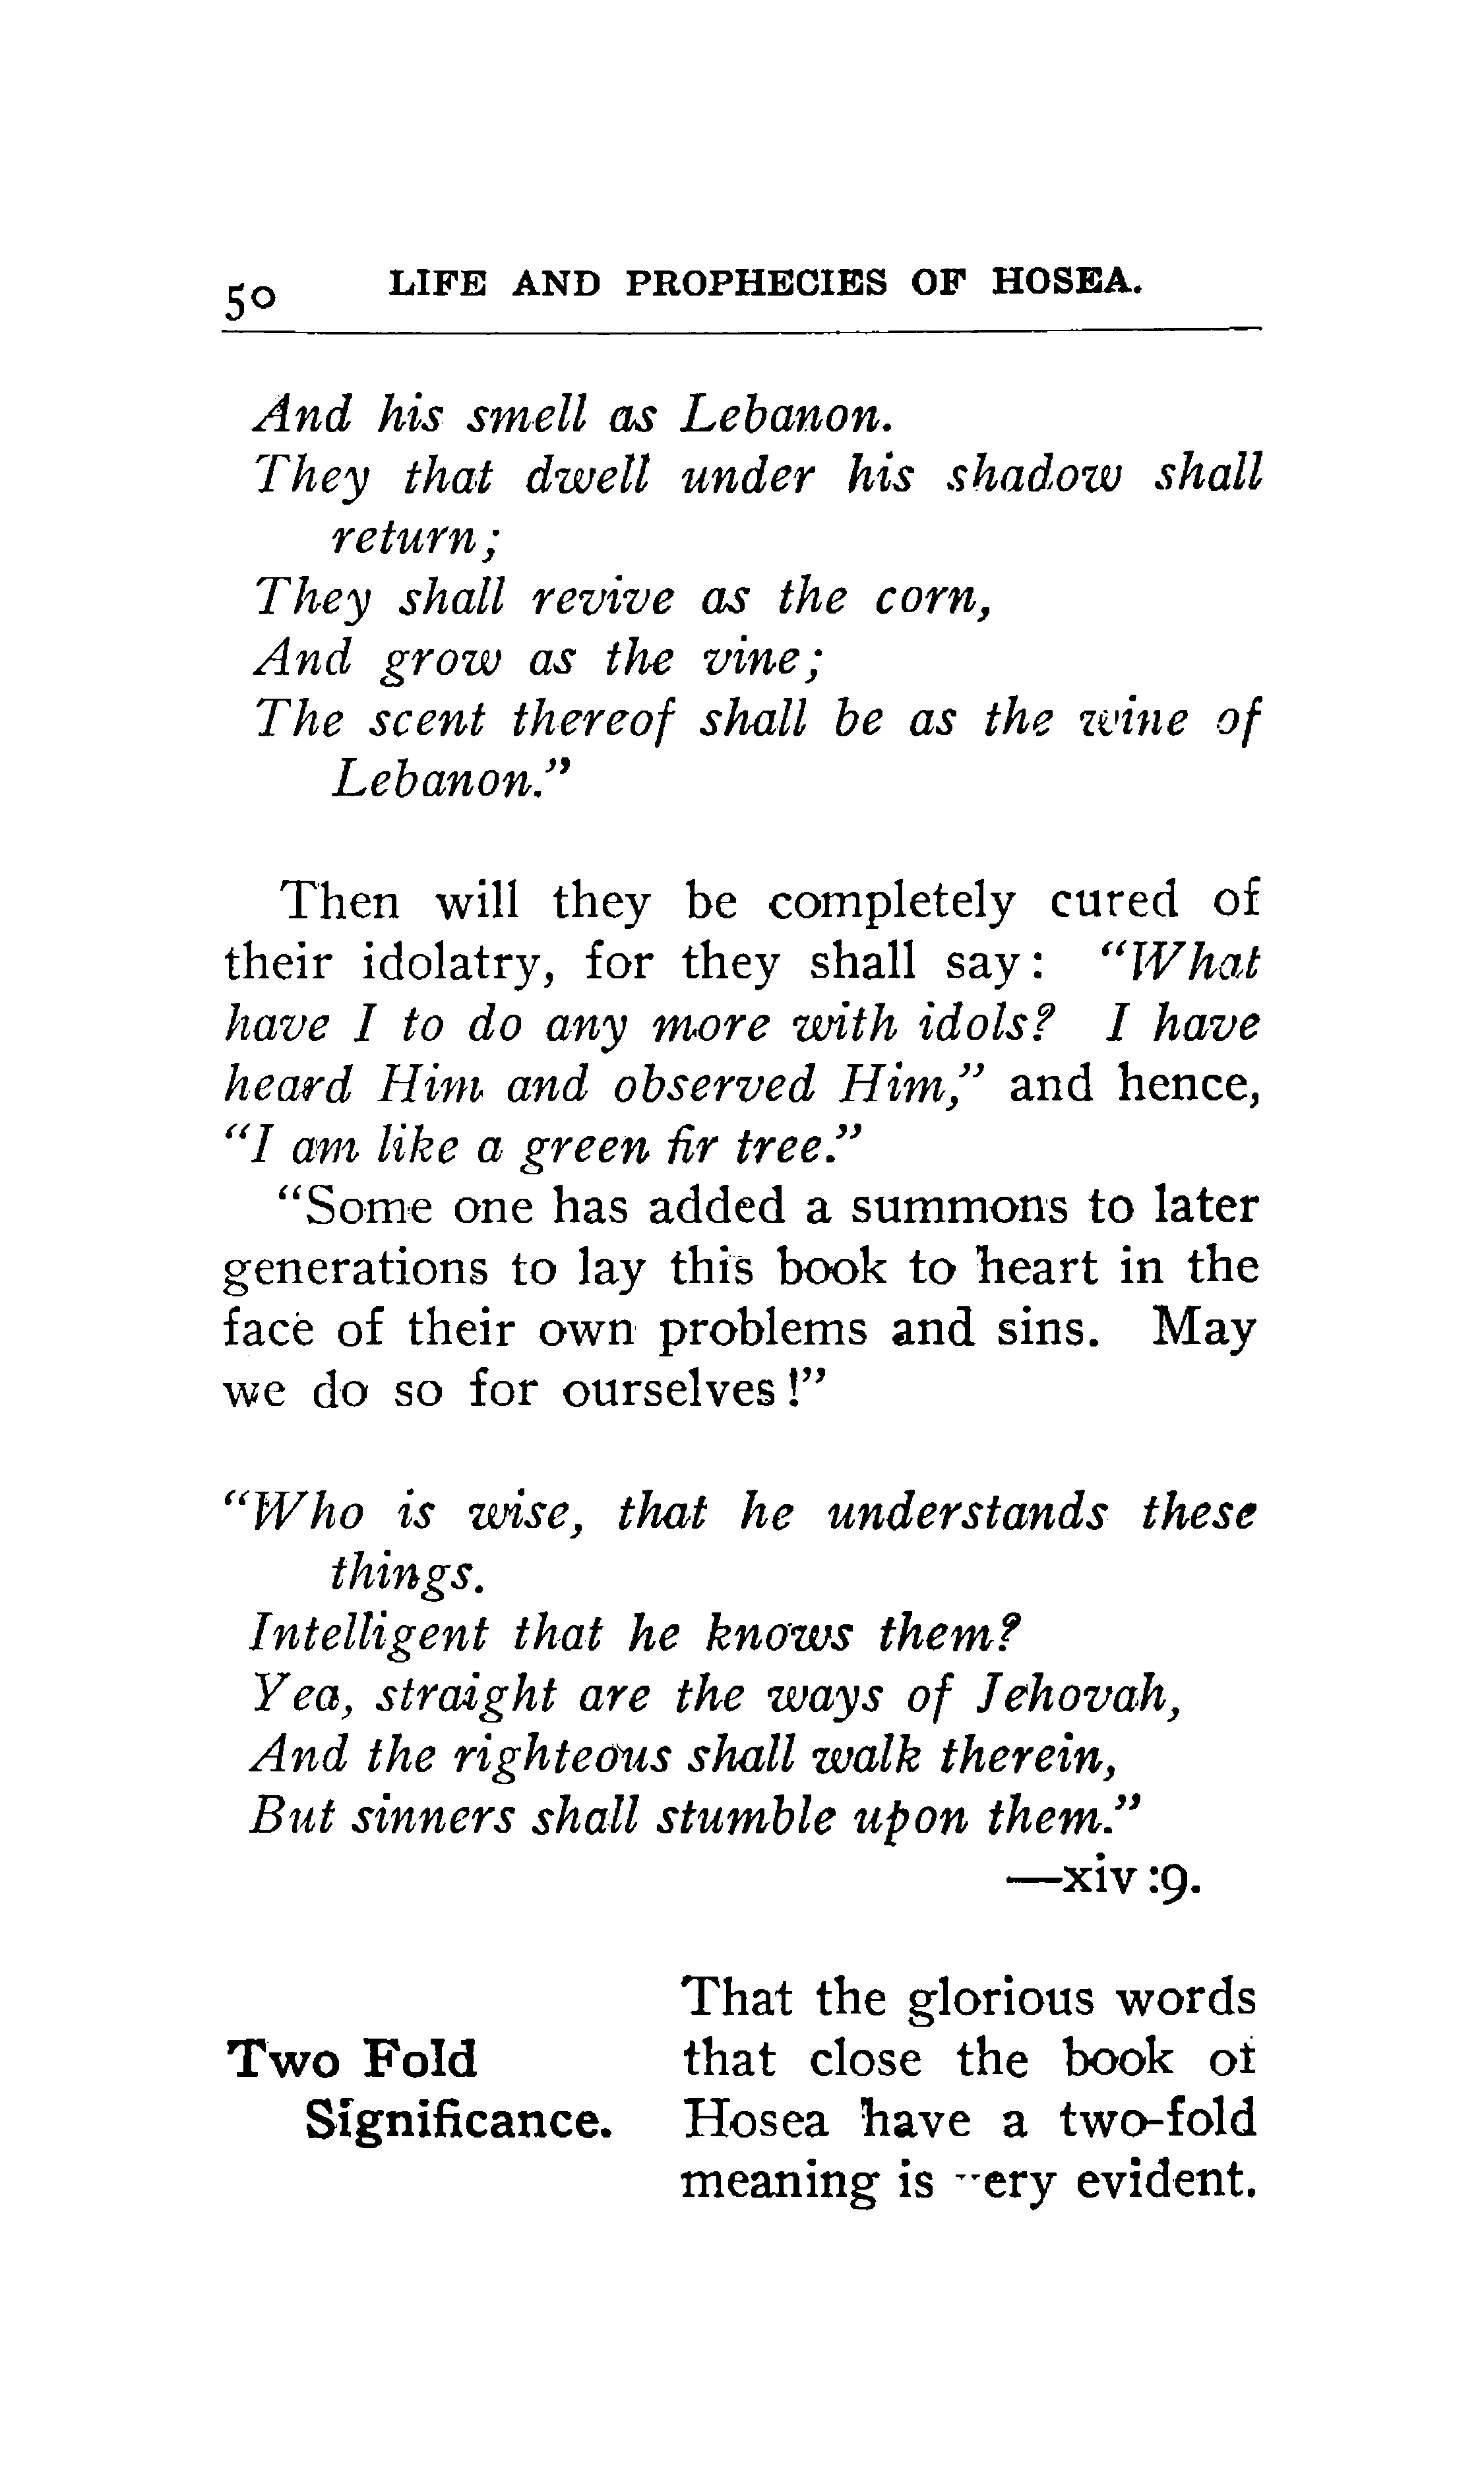 50 LIFE AND PROPHECIES OF HOSEA.
And his smell as Lebanon.
They that dwell under his shadow shall
return;
They shall revive as the corn,
And grow as the vine;
The scent thereof shall be as the wine of
Lebanon."
Then will they be completely cured of
their idolatry, for they shall say: "What
have I to do any more with idols? I have
heard Him and observed Him," and hence,
"I am like a green fir tree."
"Some one has added a summons to later
generations to lay this book to heart in the
face of their own problems and sins. May
we do so for ourselves!"
"Who is wise, that he understands these
things.
Intelligent that he knows them?
Yea, straight are the ways of Jehovah,
And the righteous shall walk therein,
But sinners shall stumble upon them."
—xiv:9.
Two Fold
Significance.
That the glorious words
that close the book of
Hosea have a two-fold
meaning is very evident.